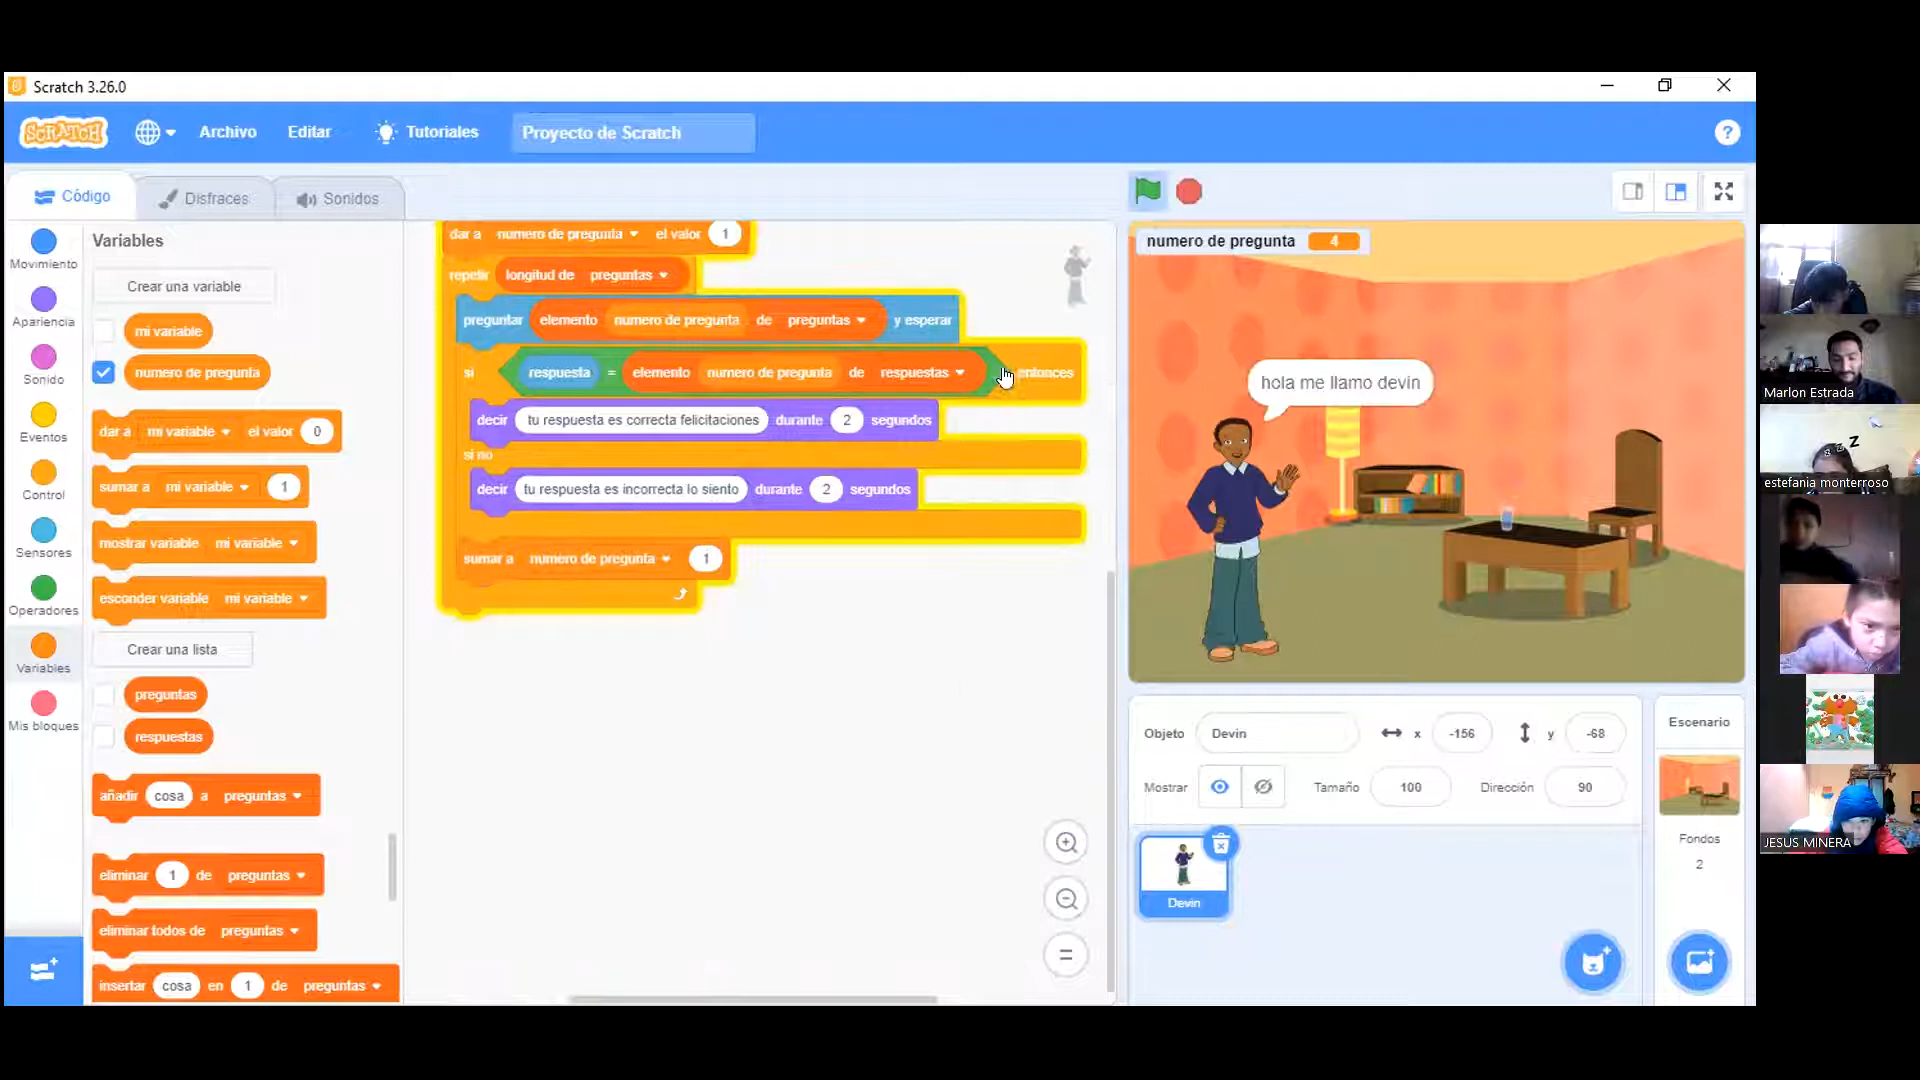 Scratch 3.26.0
SCRATCH
Archivo
Editar
Tutoriales
Proyecto de Scratch
?
Código
Disfraces
Sonidos
Movimiento
Apariencia
Sonido
Eventos
Control
Sensores
Operadores
Variables
Mis bloques
Variables
Crear una variable
mi variable
numero de pregunta
dar a mi variable el valor 0
sumar a mi variable 1
mostrar variable mi variable
esconder variable mi variable
Crear una lista
preguntas
respuestas
añadir cosa a preguntas
eliminar 1 de preguntas
eliminar todos de preguntas
insertar cosa en 1 de preguntas
dar a numero de pregunta el valor 1
repetir longitud de preguntas
preguntar elemento numero de pregunta de preguntas y esperar
si respuesta = elemento numero de pregunta de respuestas entonces
decir tu respuesta es correcta felicitaciones durante 2 segundos
si no
decir tu respuesta es incorrecta lo siento durante 2 segundos
sumar a numero de pregunta 1
numero de pregunta 4
hola me llamo devin
Objeto Devin x -156 y -68
Mostrar Tamaño 100 Dirección 90
Devin
Escenario
Fondos
2
Marlon Estrada
z z Z
estefania monterroso
JESUS MINERA